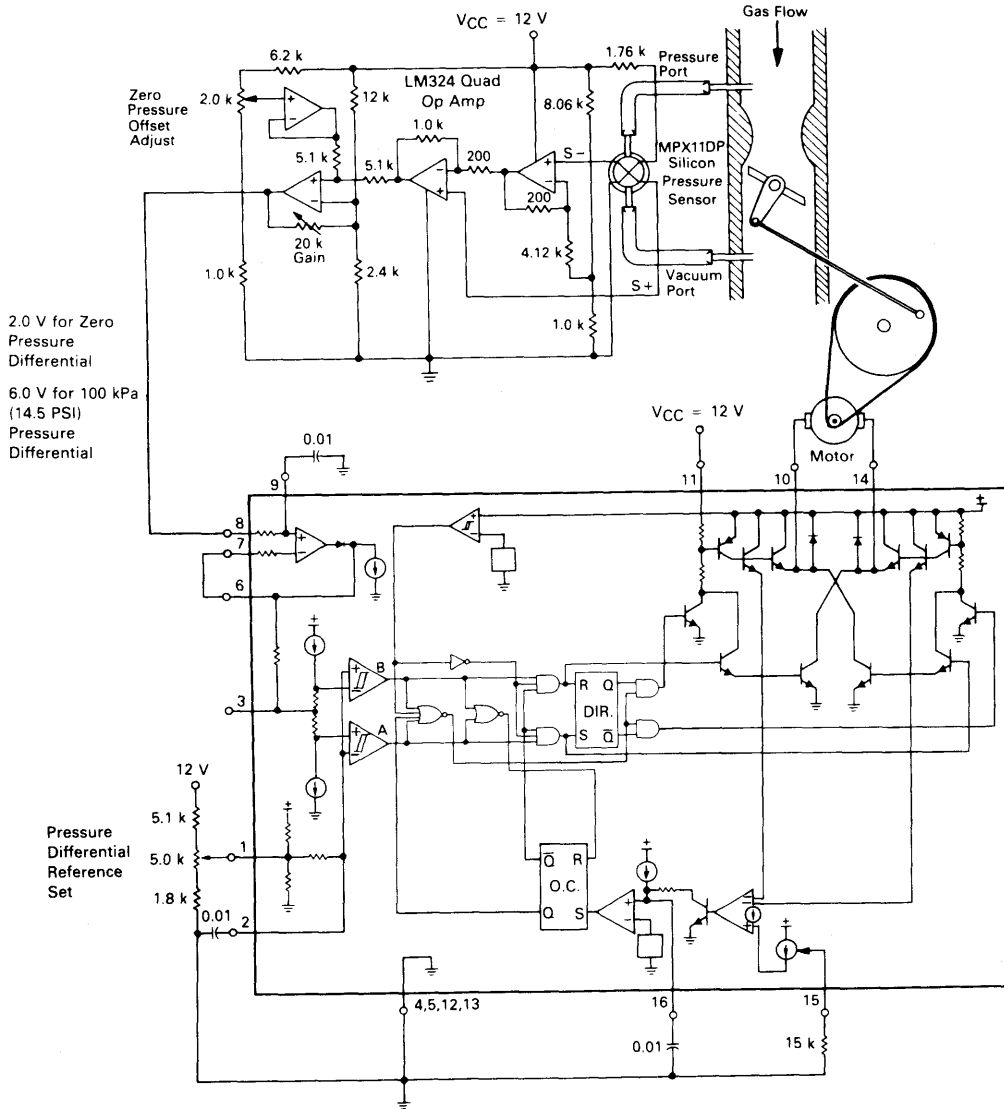 Gas Flow
VCC = 12 V
6.2 k
1.76 k
Pressure
Port
LM324 Quad
Op Amp
Zero
Pressure
Offset
Adjust
2.0 k
+
−
12 k
8.06 k
1.0 k
5.1 k
5.1 k
200
S−
MPX11DP
Silicon
Pressure
Sensor
−
+
+
−
+
−
200
20 k
Gain
4.12 k
1.0 k
2.4 k
S+
Vacuum
Port
1.0 k
2.0 V for Zero
Pressure
Differential
6.0 V for 100 kPa
(14.5 PSI)
Pressure
Differential
VCC = 12 V
0.01
Motor
9
11
10
14
8
+
−
+
−
+
7
6
+
B
+
−
R
Q
DIR.
S
Q̅
3
A
+
−
12 V
5.1 k
Pressure
Differential
Reference
Set
5.0 k
1
+
1.8 k
0.01
2
Q̅
R
O.C.
Q
S
+
+
−
−
+
+
4,5,12,13
16
15
0.01
15 k